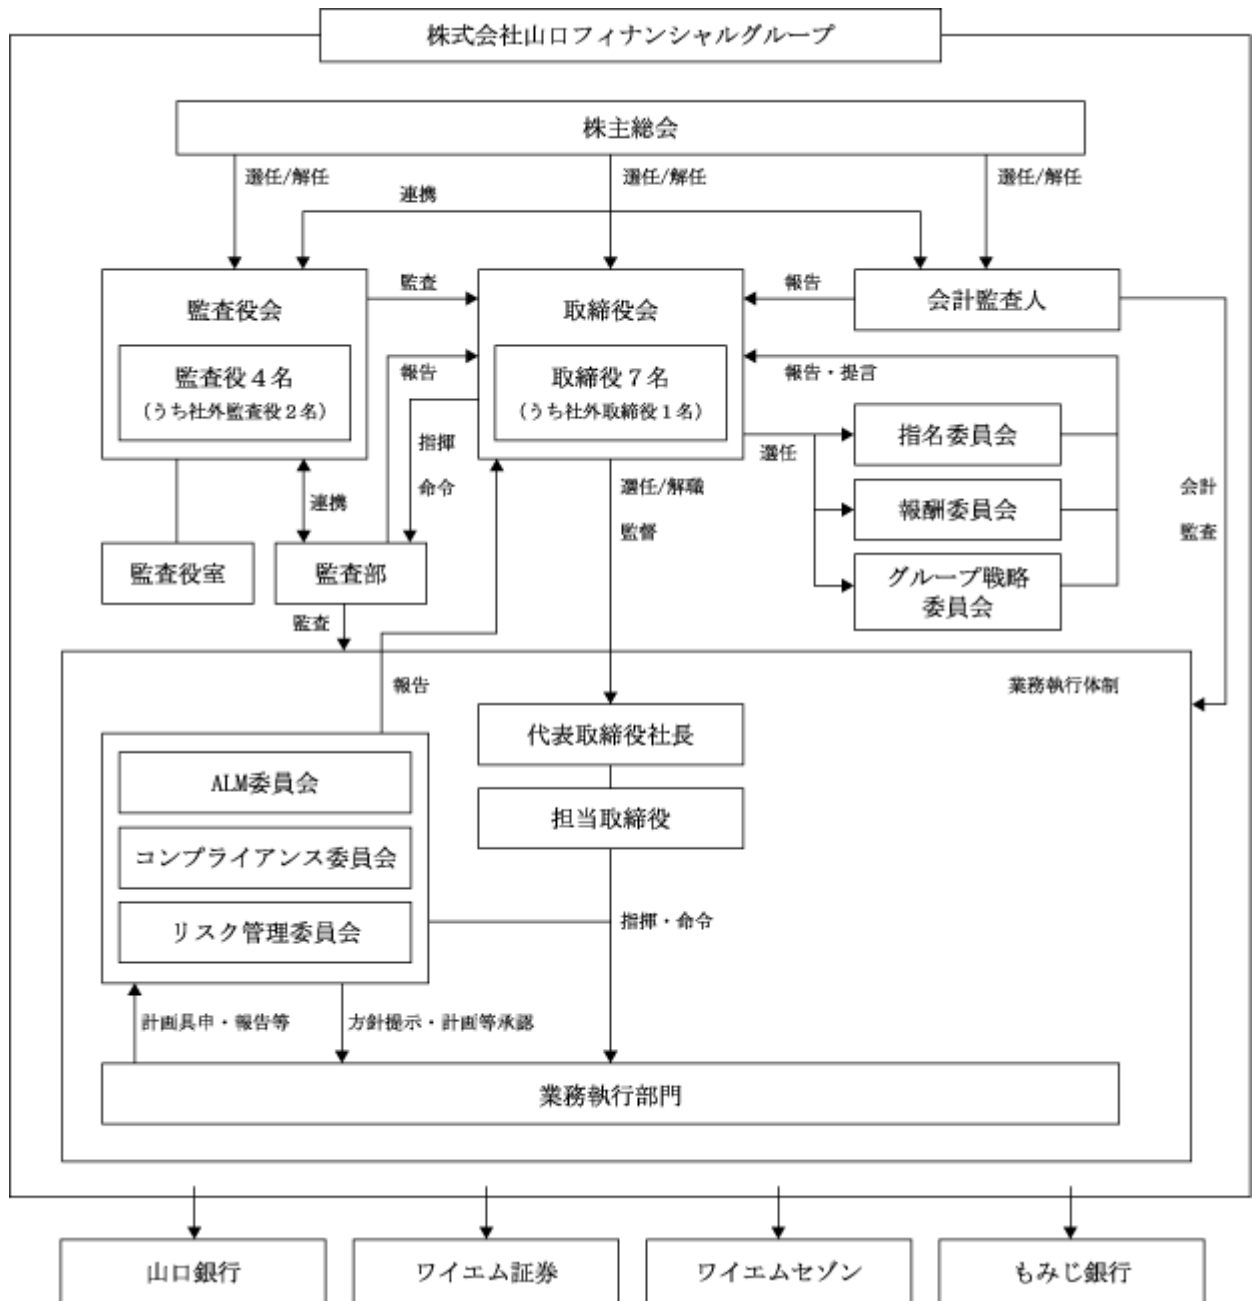 株式会社山口フィナンシャルグループ
株主総会
選任/解任
選任/解任
選任/解任
連携
監査役会
監査
取締役会
報告
会計監査人
監査役４名
（うち社外監査役２名）
報告
取締役７名
（うち社外取締役１名）
報告・提言
指揮
命令
選任
指名委員会
連携
選任/解職
監督
報酬委員会
会計
監査
監査役室
監査部
グループ戦略
委員会
監査
報告
業務執行体制
代表取締役社長
ALM委員会
担当取締役
コンプライアンス委員会
リスク管理委員会
指揮・命令
計画具申・報告等
方針提示・計画等承認
業務執行部門
山口銀行
ワイエム証券
ワイエムセゾン
もみじ銀行